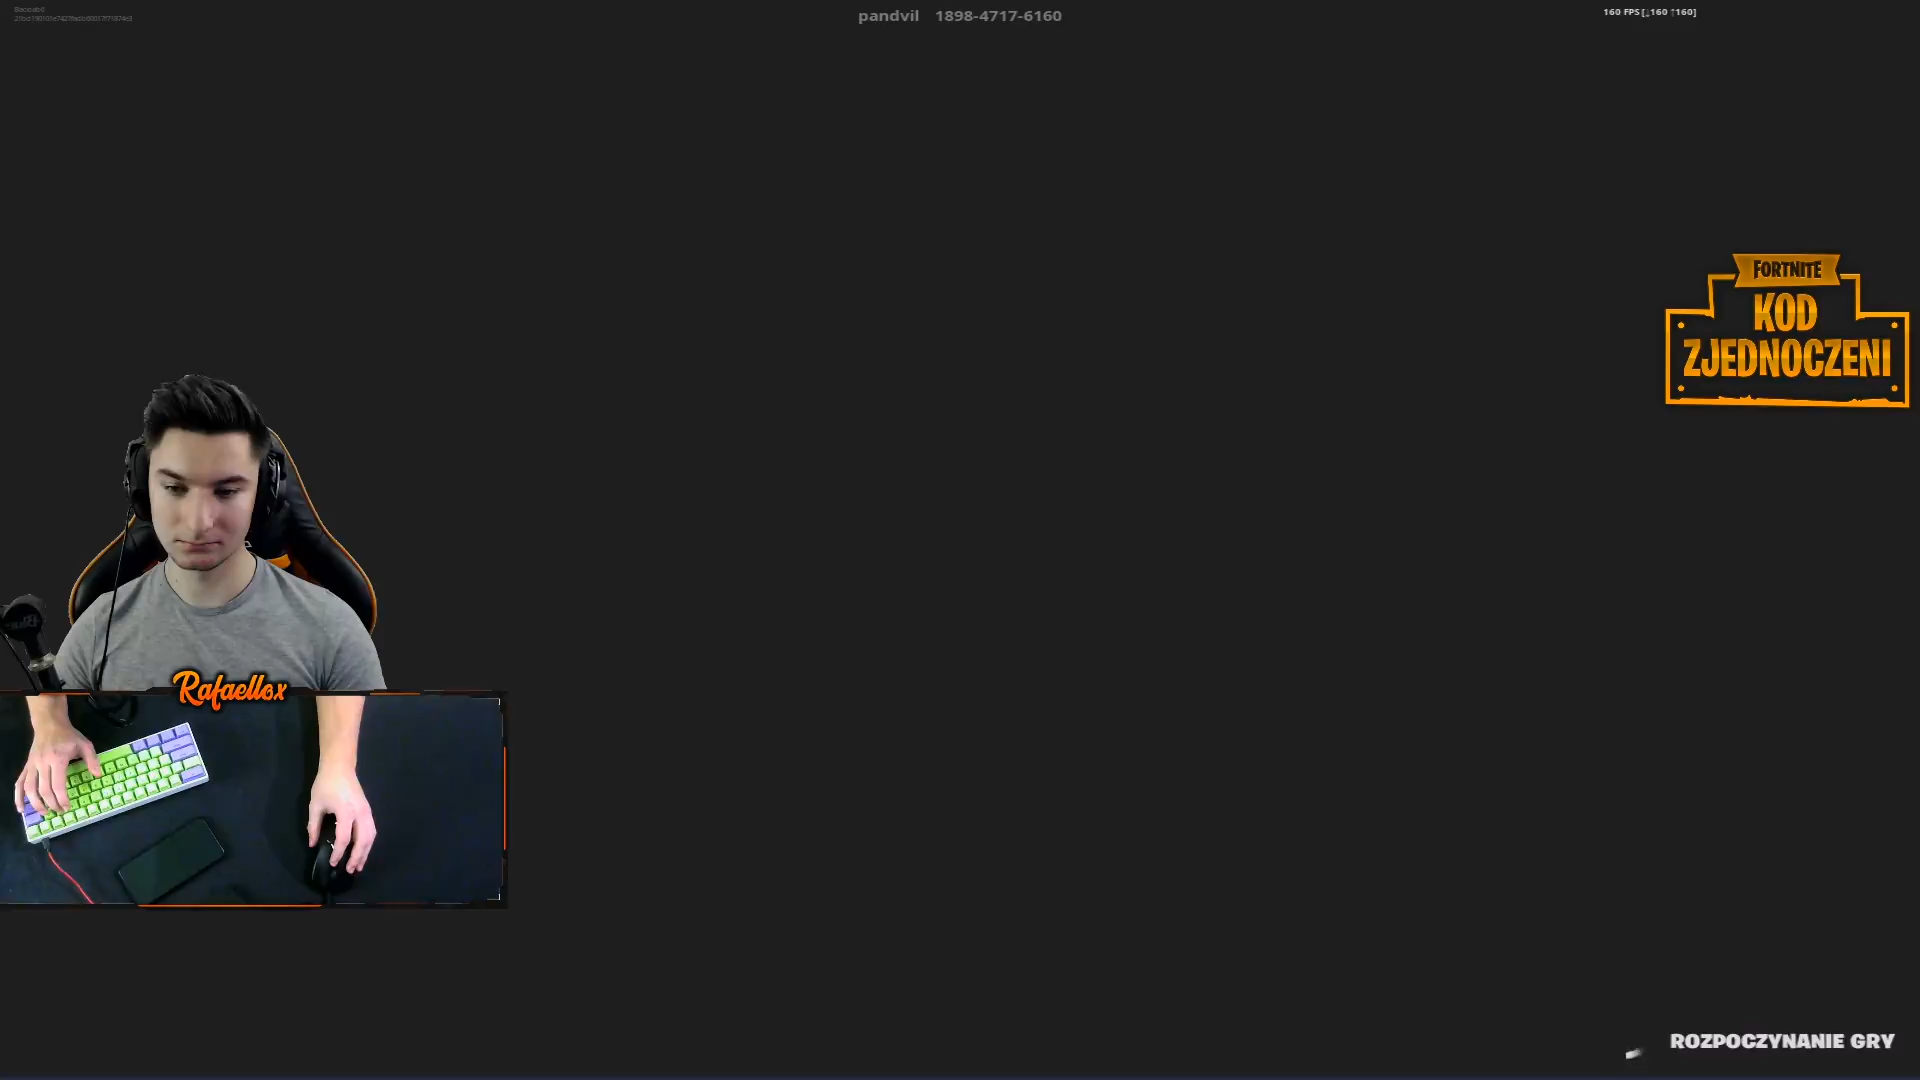 pandvil 1898-4717-6160
160 FPS [↓160 ↑160]
FORTNITE
KOD
ZJEDNOCZENI
Rafaellox
ROZPOCZYNANIE GRY